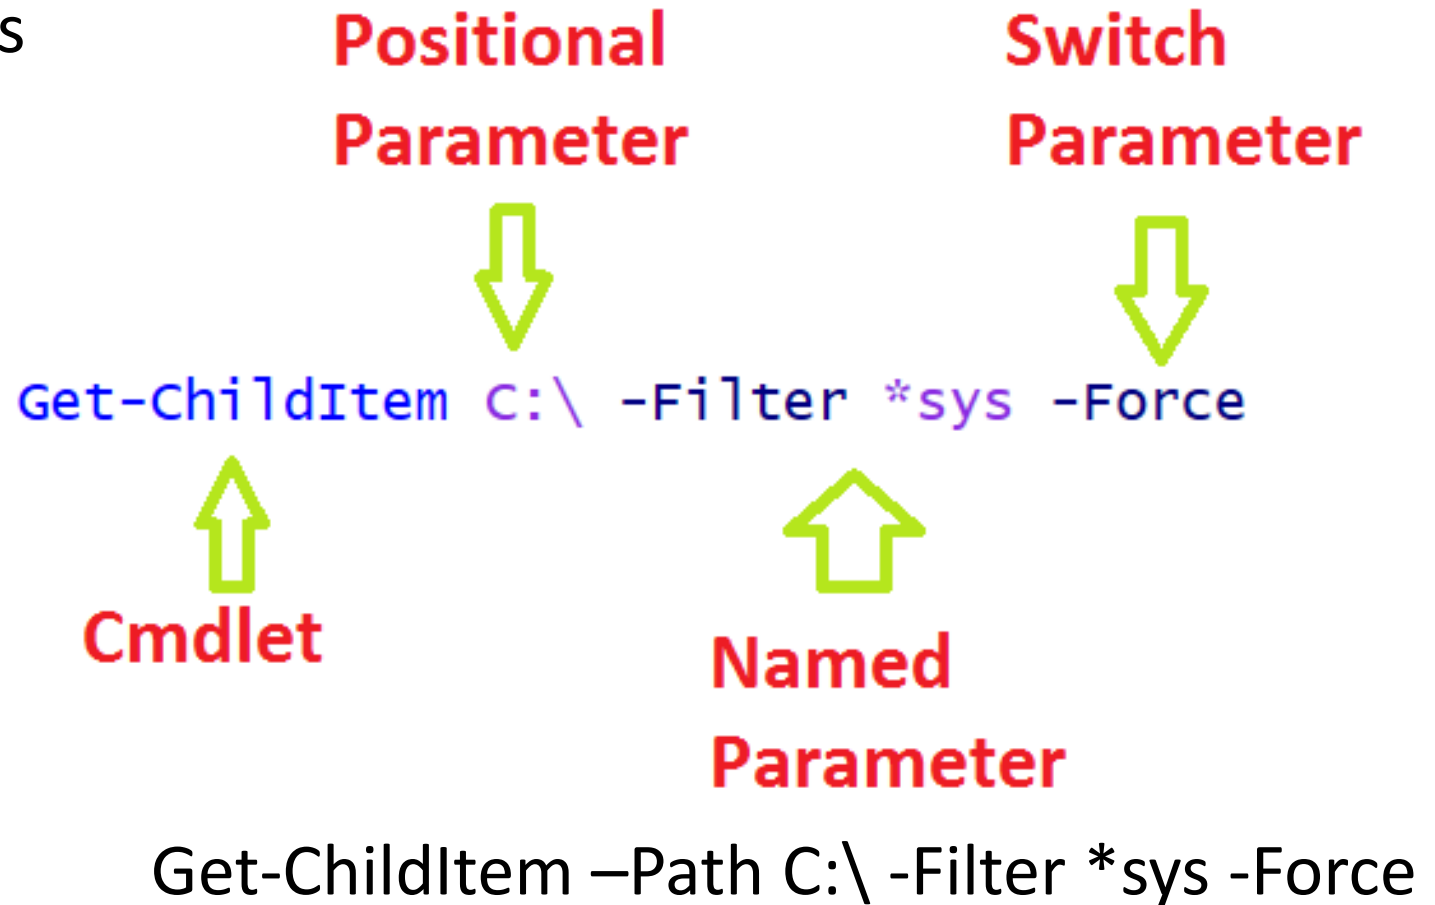 s
Positional
Parameter
Switch
Parameter
Get-ChildItem C:\ -Filter *sys -Force
Cmdlet
Named
Parameter
Get-ChildItem –Path C:\ -Filter *sys -Force